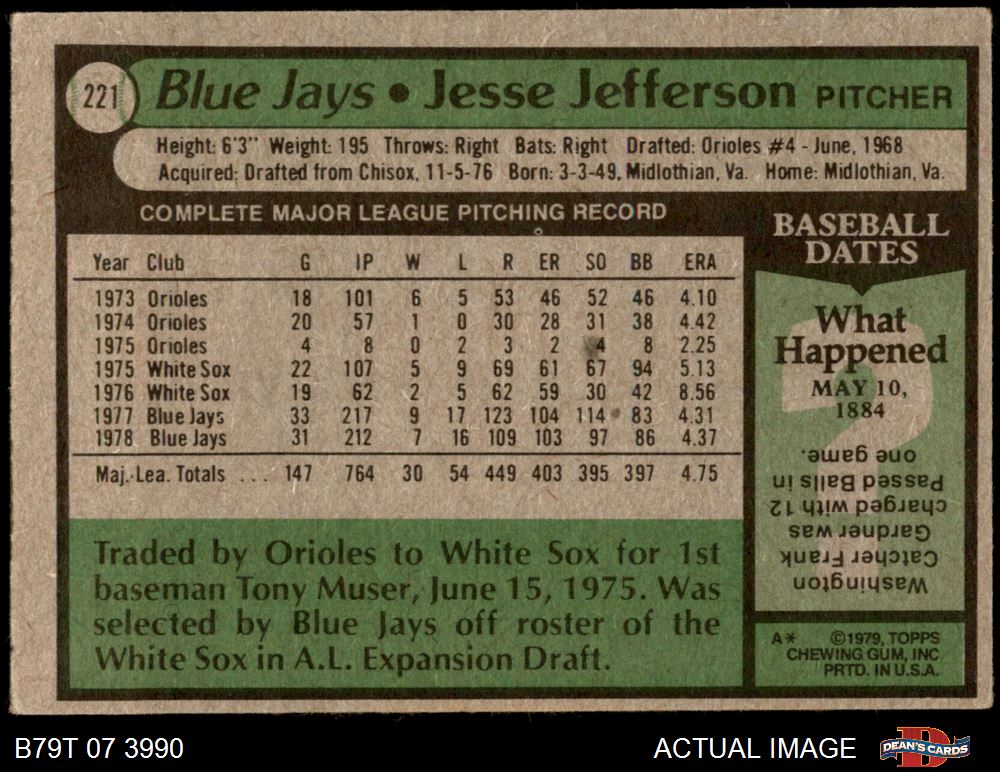 221 Blue Jays • Jesse Jefferson PITCHER
Height: 6'3" Weight: 195 Throws: Right Bats: Right Drafted: Orioles #4 - June, 1968
Acquired: Drafted from Chisox, 11-5-76 Born: 3-3-49, Midlothian, Va. Home: Midlothian, Va.
COMPLETE MAJOR LEAGUE PITCHING RECORD
Year Club G IP W L R ER SO BB ERA
1973 Orioles 18 101 6 5 53 46 52 46 4.10
1974 Orioles 20 57 1 0 30 28 31 38 4.42
1975 Orioles 4 8 0 2 3 2 4 8 2.25
1975 White Sox 22 107 5 9 69 61 67 94 5.13
1976 White Sox 19 62 2 5 62 59 30 42 8.56
1977 Blue Jays 33 217 9 17 123 104 114 83 4.31
1978 Blue Jays 31 212 7 16 109 103 97 86 4.37
Maj. Lea. Totals ... 147 764 30 54 449 403 395 397 4.75
Traded by Orioles to White Sox for 1st
baseman Tony Muser, June 15, 1975. Was
selected by Blue Jays off roster of the
White Sox in A.L. Expansion Draft.
BASEBALL
DATES
What
Happened
MAY 10,
1884
?
Washington
Catcher Frank
Gardner was
charged with 12
Passed Balls in
one game.
A* ©1979, TOPPS
CHEWING GUM, INC
PRTD. IN U.S.A.
B79T 07 3990
ACTUAL IMAGE
D
DEAN'S CARDS